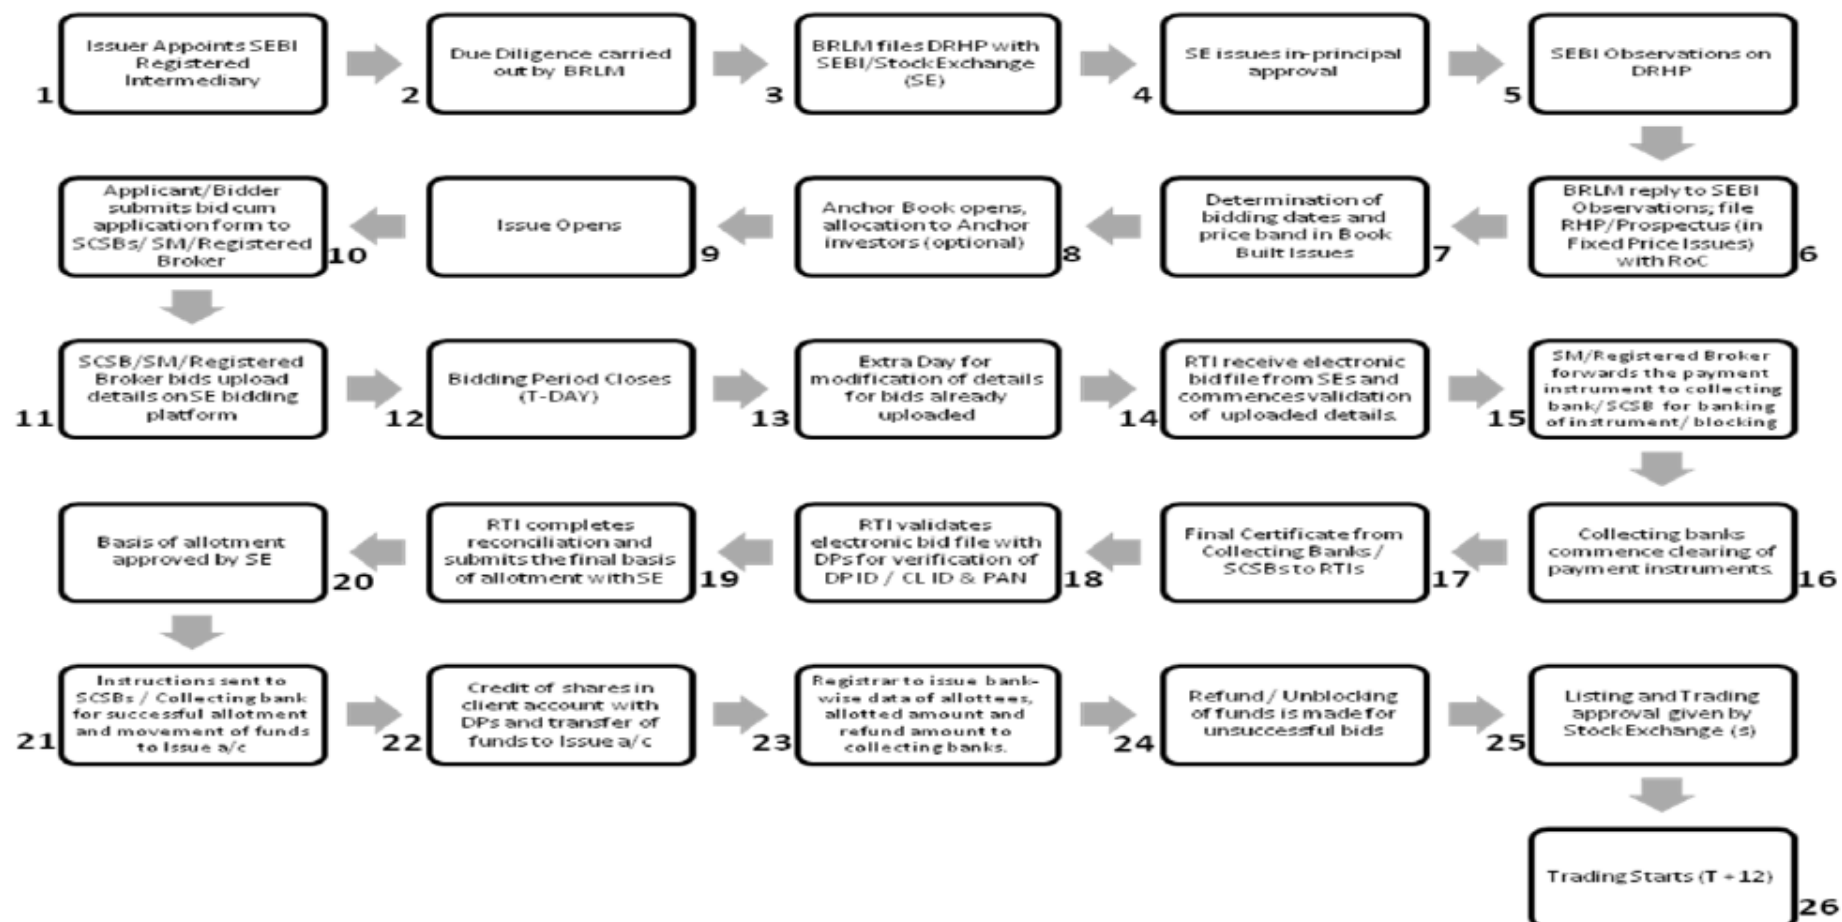 Issuer Appoints SEBI
Registered
Intermediary
1
Due Diligence carried
out by BRLM
2
BRLM files DRHP with
SEBI/Stock Exchange
(SE)
3
SE issues in-principal
approval
4
SEBI Observations on
DRHP
5
BRLM reply to SEBI
Observations; file
RHP/Prospectus (in
Fixed Price Issues)
with RoC
6
Determination of
bidding dates and
price band in Book
Built Issues
7
Anchor Book opens,
allocation to Anchor
investors (optional)
8
Issue Opens
9
Applicant/Bidder
submits bid cum
application form to
SCSBs/ SM/Registered
Broker
10
SCSB/SM/Registered
Broker bids upload
details on SE bidding
platform
11
Bidding Period Closes
(T-DAY)
12
Extra Day for
modification of details
for bids already
uploaded
13
RTI receive electronic
bid file from SEs and
commences validation
of uploaded details.
14
SM/Registered Broker
forwards the payment
instrument to collecting
bank/SCSB for banking
of instrument/ blocking
15
Collecting banks
commence clearing of
payment instruments.
16
Final Certificate from
Collecting Banks /
SCSBs to RTIs
17
RTI validates
electronic bid file with
DPs for verification of
DP ID / CL ID & PAN
18
RTI completes
reconciliation and
submits the final basis
of allotment with SE
19
Basis of allotment
approved by SE
20
Instructions sent to
SCSBs / Collecting bank
for successful allotment
and movement of funds
to Issue a/c
21
Credit of shares in
client account with
DPs and transfer of
funds to Issue a/c
22
Registrar to issue bank-
wise data of allottees,
allotted amount and
refund amount to
collecting banks.
23
Refund / Unblocking
of funds is made for
unsuccessful bids
24
Listing and Trading
approval given by
Stock Exchange (s)
25
Trading Starts (T + 12)
26